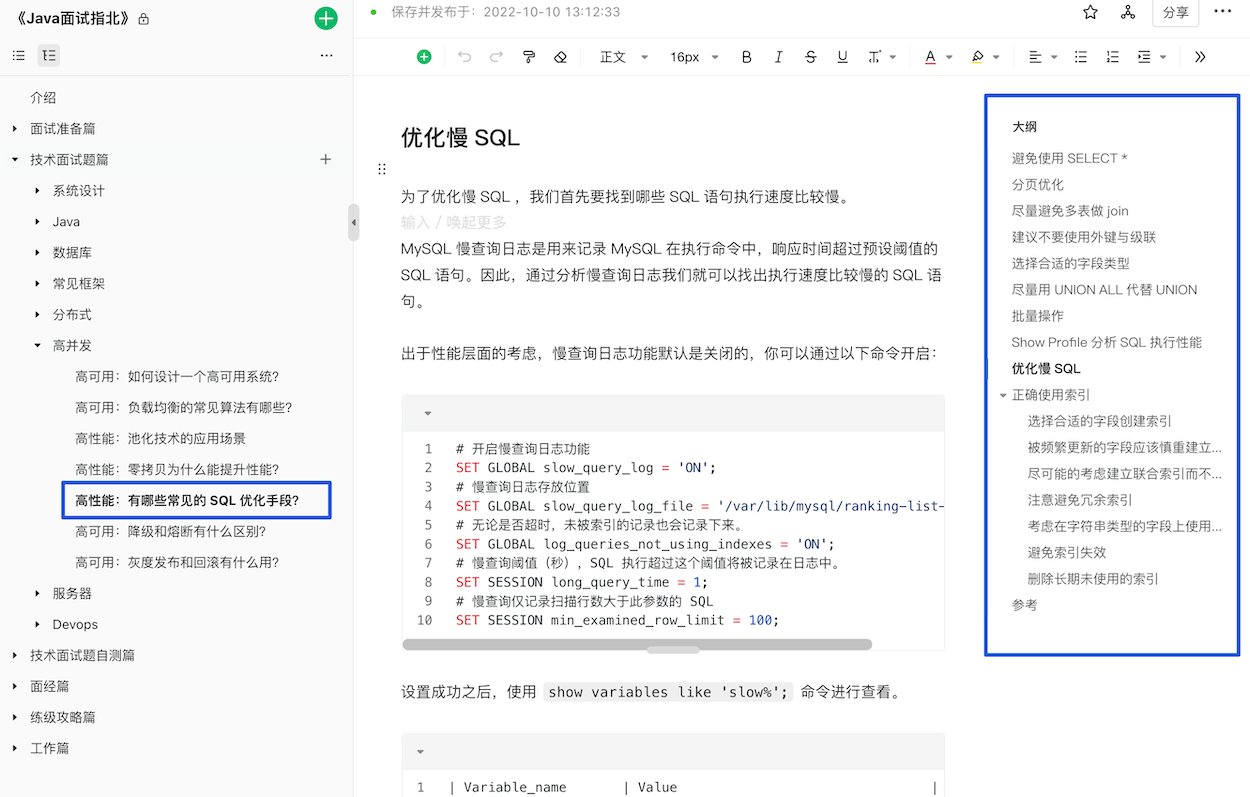 《Java面试指北》
介绍
面试准备篇
技术面试题篇
系统设计
Java
数据库
常见框架
分布式
高并发
高可用：如何设计一个高可用系统?
高可用：负载均衡的常见算法有哪些?
高性能：池化技术的应用场景
高性能：零拷贝为什么能提升性能?
高性能：有哪些常见的 SQL 优化手段?
高可用：降级和熔断有什么区别?
高可用：灰度发布和回滚有什么用?
服务器
Devops
技术面试题自测篇
面经篇
练级攻略篇
工作篇
保存并发布于：2022-10-10 13:12:33
分享
正文
16px
B I S U
A
优化慢 SQL
为了优化慢 SQL ，我们首先要找到哪些 SQL 语句执行速度比较慢。
输入 / 唤起更多
MySQL 慢查询日志是用来记录 MySQL 在执行命令中，响应时间超过预设阈值的
SQL 语句。因此，通过分析慢查询日志我们就可以找出执行速度比较慢的 SQL 语
句。
出于性能层面的考虑，慢查询日志功能默认是关闭的，你可以通过以下命令开启：
1 # 开启慢查询日志功能
2 SET GLOBAL slow_query_log = 'ON';
3 # 慢查询日志存放位置
4 SET GLOBAL slow_query_log_file = '/var/lib/mysql/ranking-list-
5 # 无论是否超时，未被索引的记录也会记录下来。
6 SET GLOBAL log_queries_not_using_indexes = 'ON';
7 # 慢查询阈值（秒），SQL 执行超过这个阈值将被记录在日志中。
8 SET SESSION long_query_time = 1;
9 # 慢查询仅记录扫描行数大于此参数的 SQL
10 SET SESSION min_examined_row_limit = 100;
设置成功之后，使用 show variables like 'slow%'; 命令进行查看。
1 | Variable_name | Value |
大纲
避免使用 SELECT *
分页优化
尽量避免多表做 join
建议不要使用外键与级联
选择合适的字段类型
尽量用 UNION ALL 代替 UNION
批量操作
Show Profile 分析 SQL 执行性能
优化慢 SQL
正确使用索引
选择合适的字段创建索引
被频繁更新的字段应该慎重建立...
尽可能的考虑建立联合索引而不...
注意避免冗余索引
考虑在字符串类型的字段上使用...
避免索引失效
删除长期未使用的索引
参考